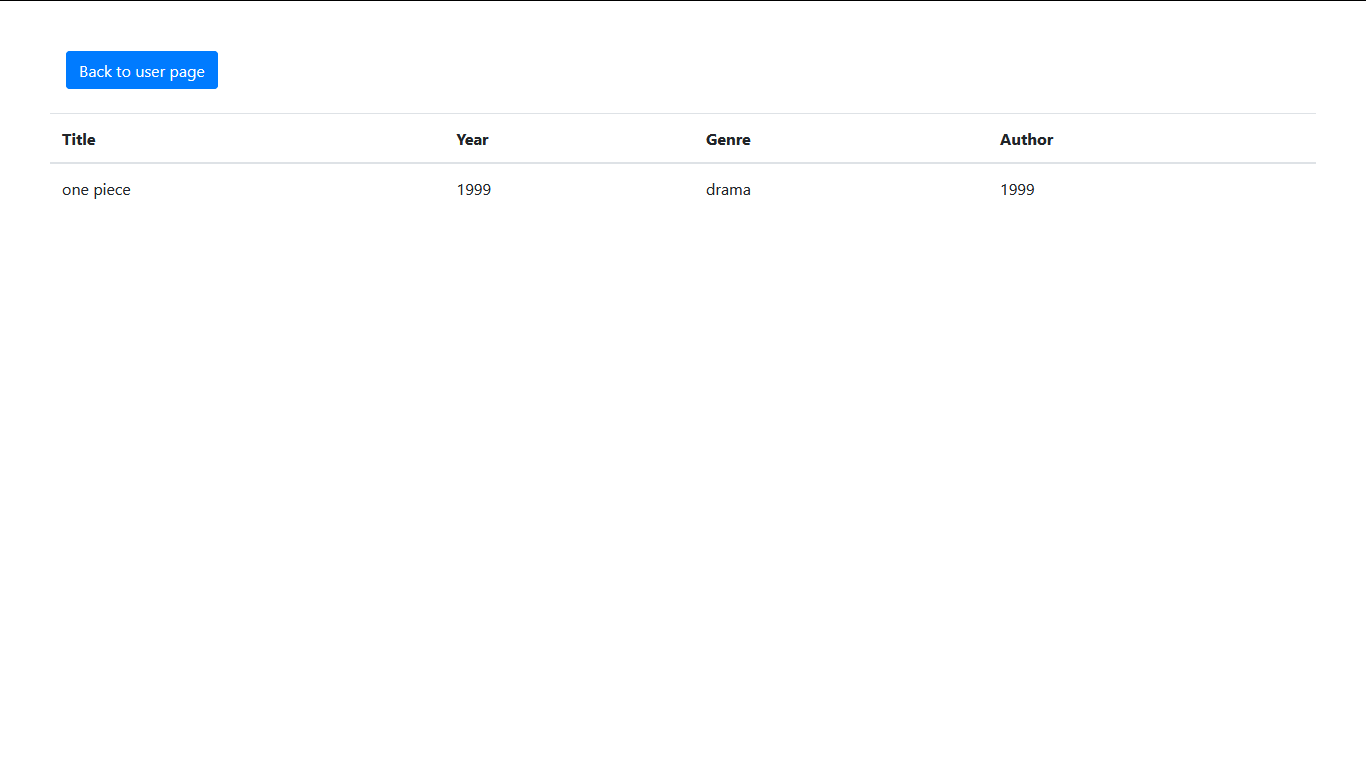 Back to user page
Title Year Genre Author
one piece 1999 drama 1999